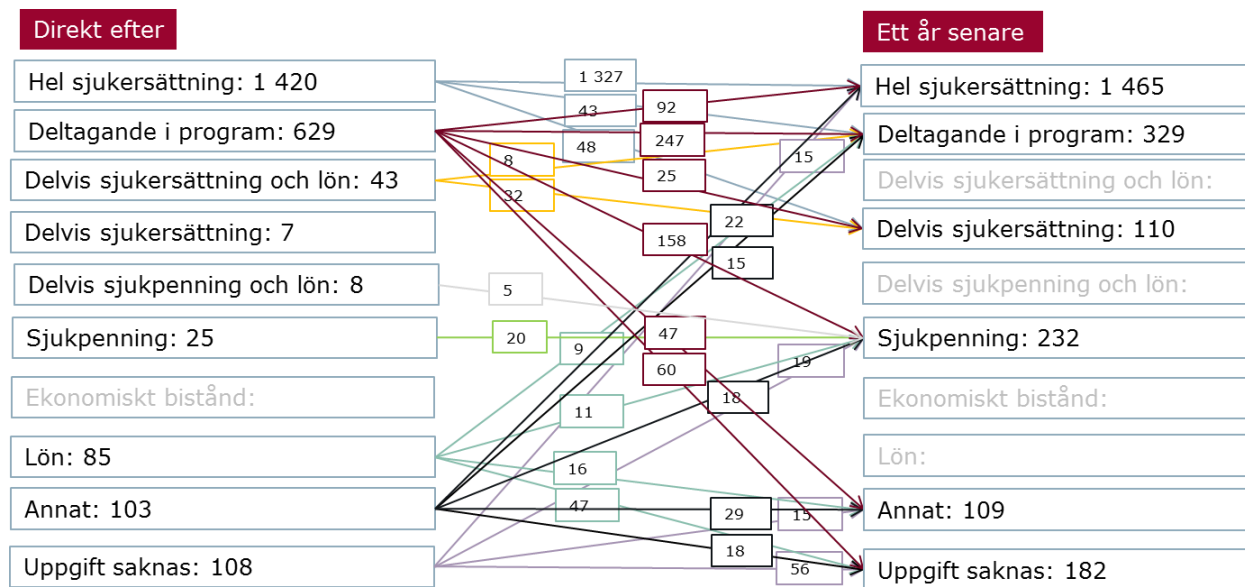 Direkt efter
Ett år senare
Hel sjukersättning: 1 420
Deltagande i program: 629
Delvis sjukersättning och lön: 43
Delvis sjukersättning: 7
Delvis sjukpenning och lön: 8
Sjukpenning: 25
Ekonomiskt bistånd:
Lön: 85
Annat: 103
Uppgift saknas: 108
1 327
43
48
8
32
5
20
9
11
16
47
92
247
25
158
47
60
22
15
18
29
18
15
19
15
56
Hel sjukersättning: 1 465
Deltagande i program: 329
Delvis sjukersättning och lön:
Delvis sjukersättning: 110
Delvis sjukpenning och lön:
Sjukpenning: 232
Ekonomiskt bistånd:
Lön:
Annat: 109
Uppgift saknas: 182